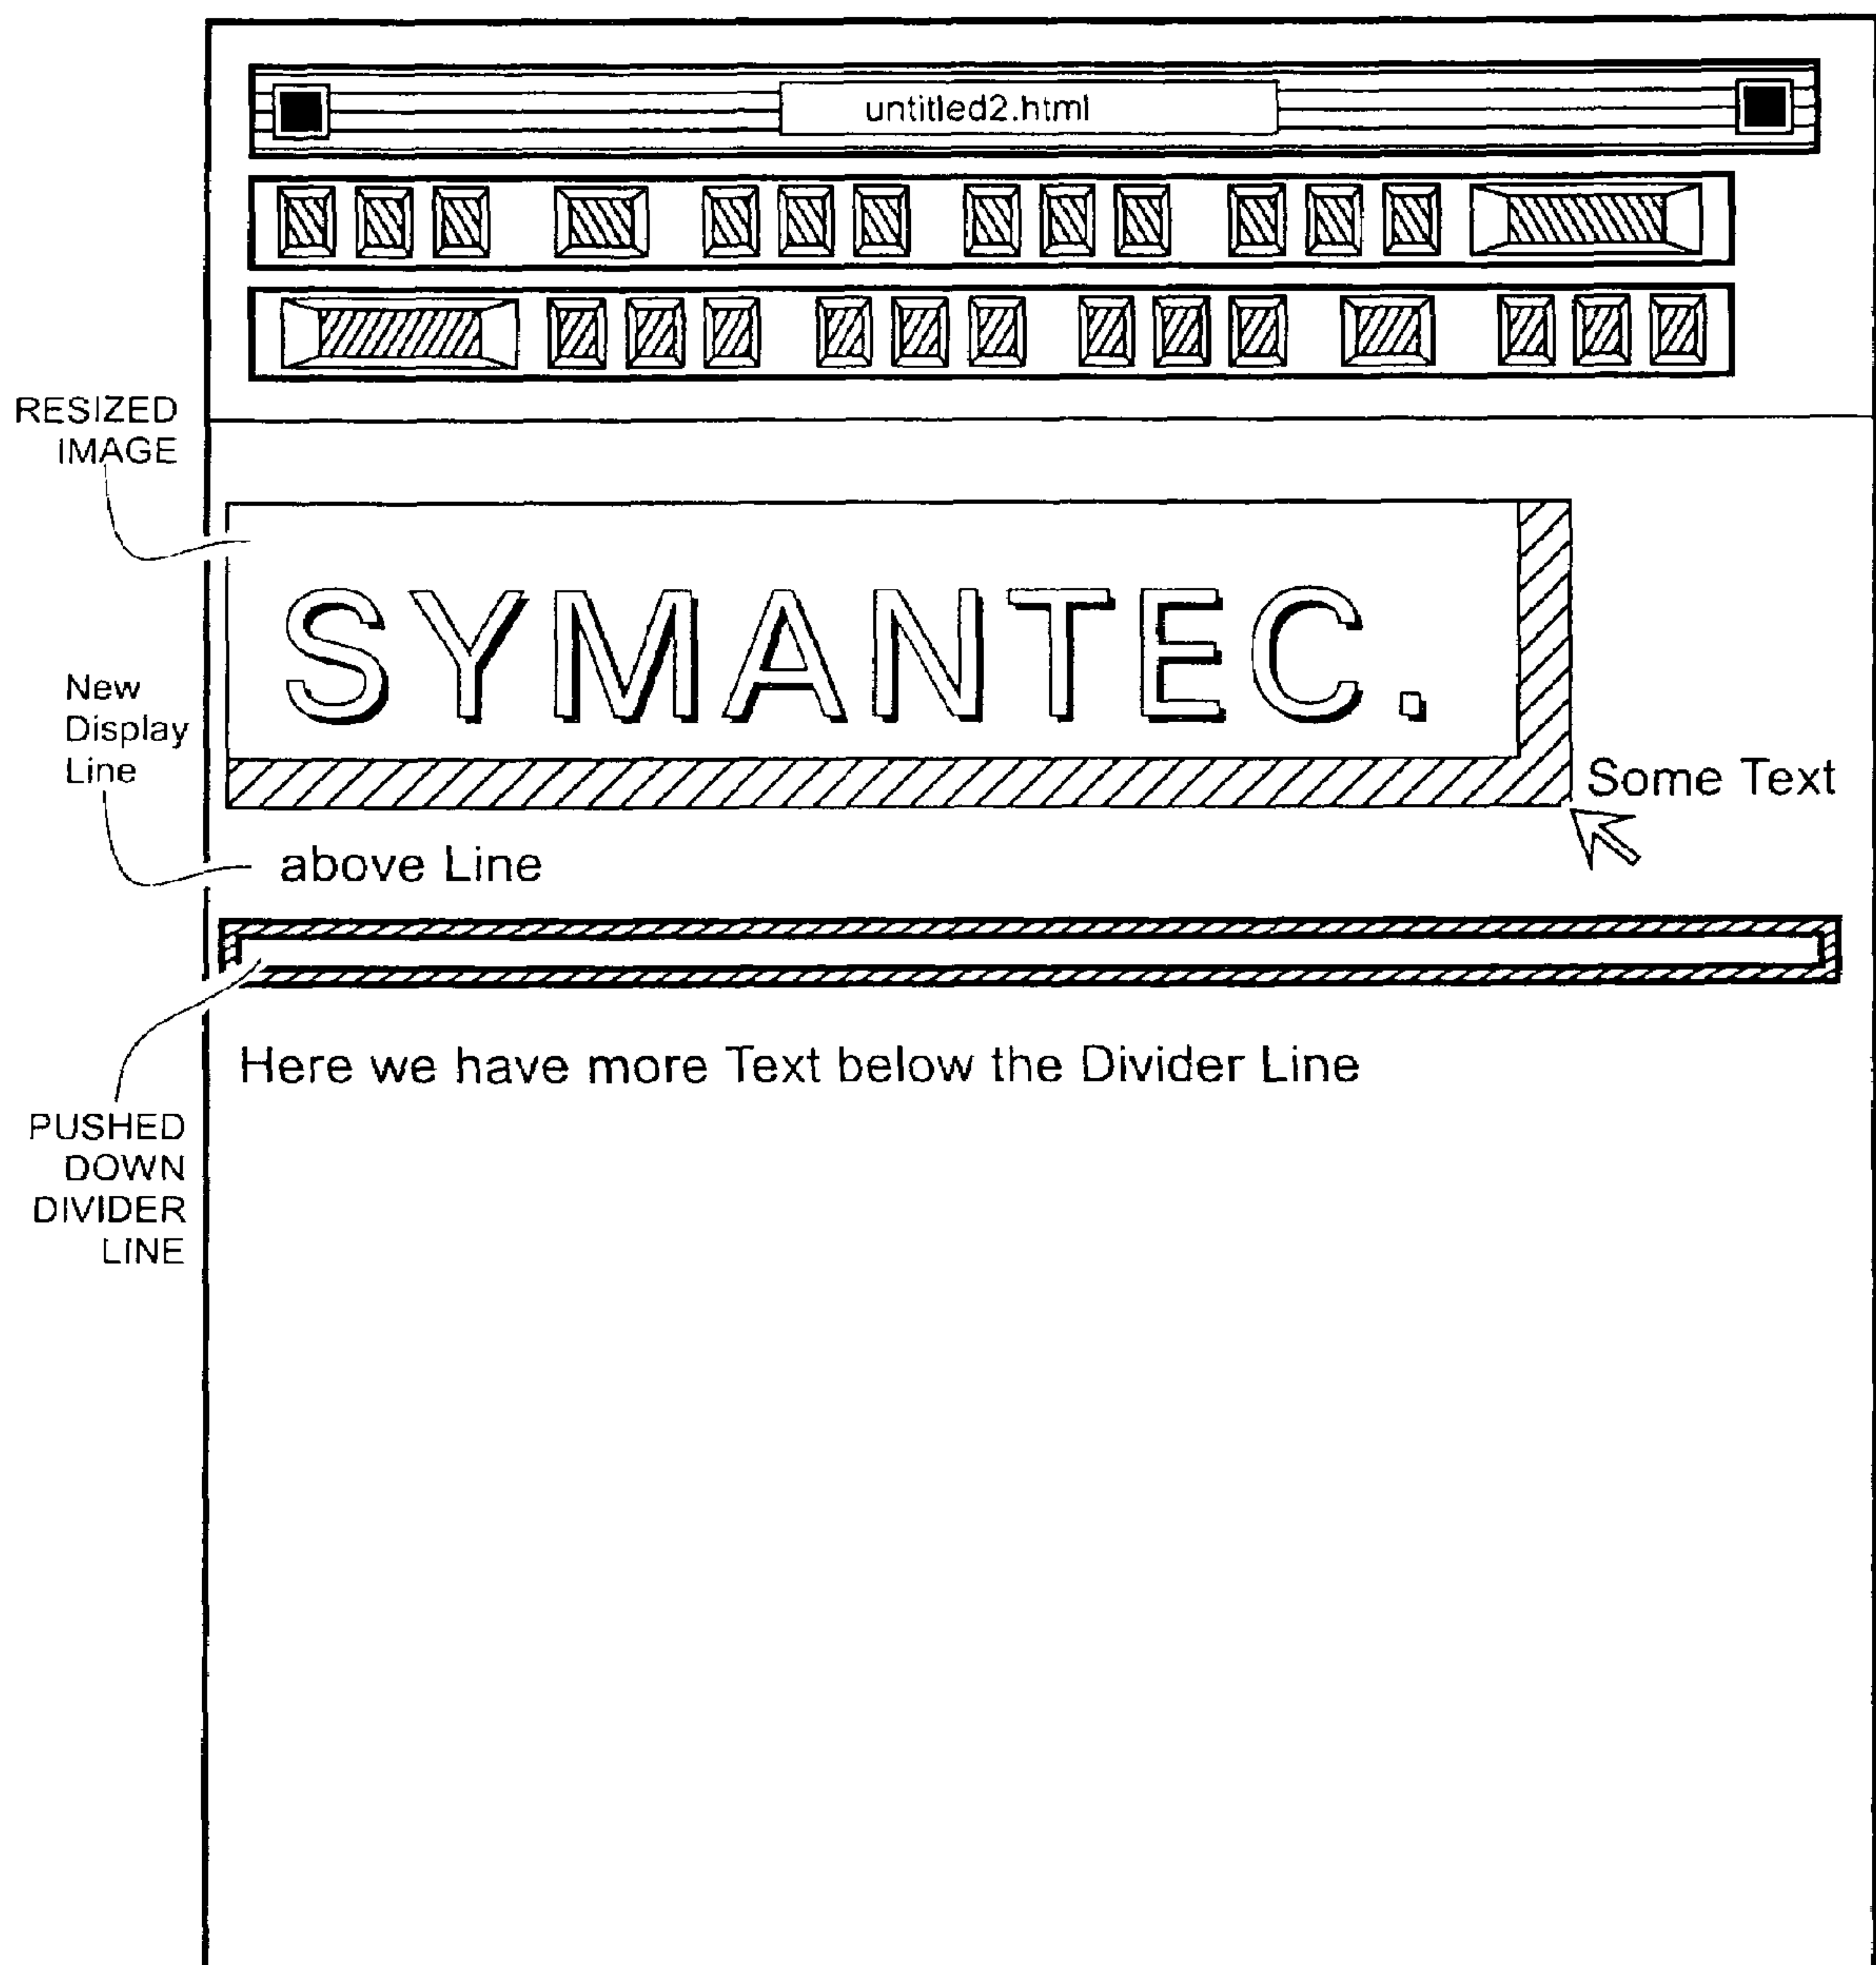 untitled2.html
RESIZED
IMAGE
SYMANTEC.
New
Display
Line
Some Text
above Line
Here we have more Text below the Divider Line
PUSHED
DOWN
DIVIDER
LINE